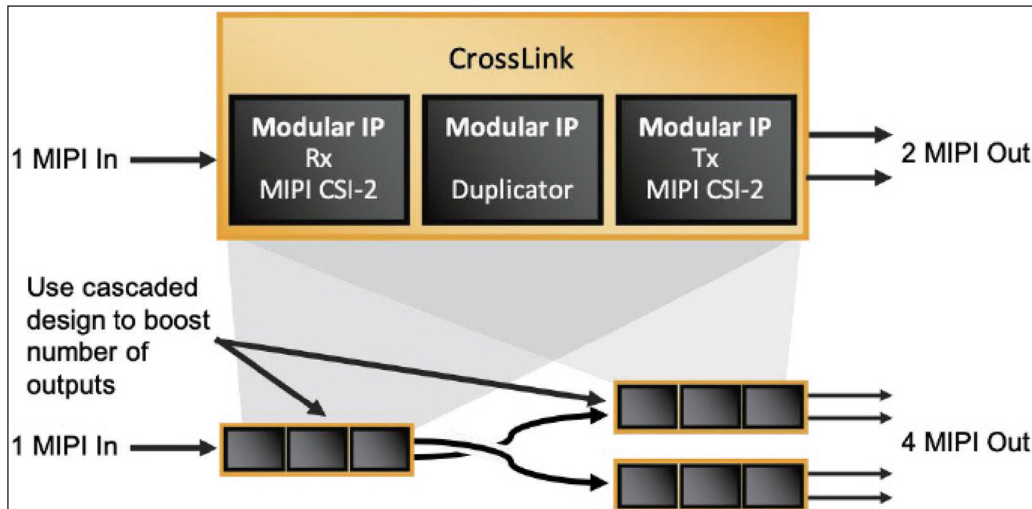 CrossLink
1 MIPI In
Modular IP
Rx
MIPI CSI-2
Modular IP
Duplicator
Modular IP
Tx
MIPI CSI-2
2 MIPI Out
Use cascaded
design to boost
number of
outputs
1 MIPI In
4 MIPI Out